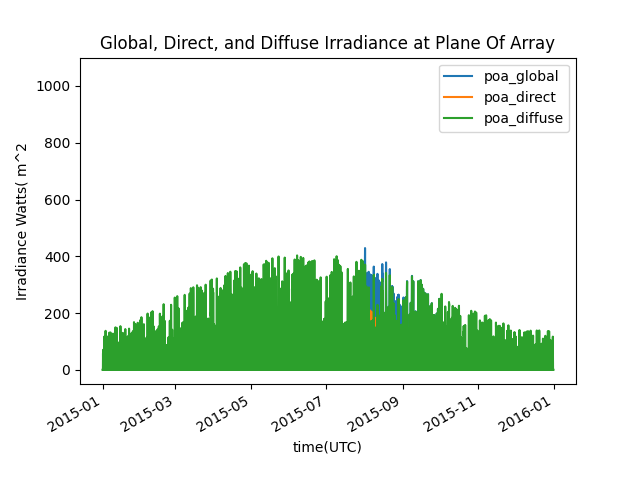 Global, Direct, and Diffuse Irradiance at Plane Of Array
poa_global
poa_direct
poa_diffuse
Irradiance Watts( m^2
1000
800
600
400
200
0
2015-01
2015-03
2015-05
2015-07
2015-09
2015-11
2016-01
time(UTC)